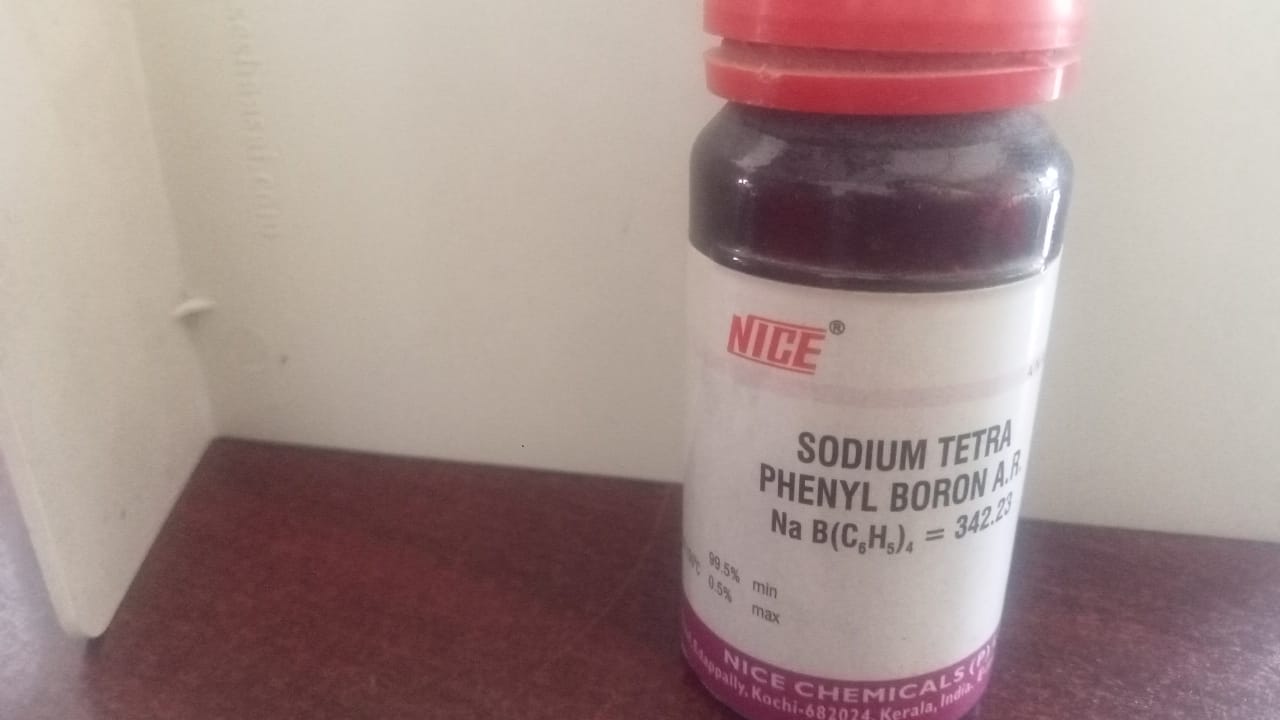 NICE®
SODIUM TETRA
PHENYL BORON A.R.
Na B(C₆H₅)₄ = 342.23
99.5% min
0.5% max
NICE CHEMICALS (P)
Edappally, Kochi-682024, Kerala, India.